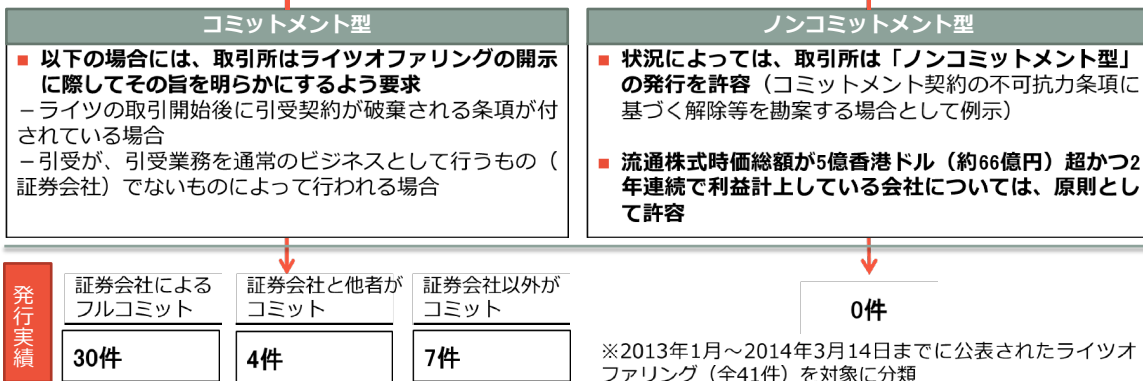 コミットメント型
■ 以下の場合には、取引所はライツオファリングの開示
に際してその旨を明らかにするよう要求
－ライツの取引開始後に引受契約が破棄される条項が付
されている場合
－引受が、引受業務を通常のビジネスとして行うもの（
証券会社）でないものによって行われる場合
ノンコミットメント型
■ 状況によっては、取引所は「ノンコミットメント型」
の発行を許容（コミットメント契約の不可抗力条項に
基づく解除等を勘案する場合として例示）
■ 流通株式時価総額が5億香港ドル（約66億円）超かつ2
年連続で利益計上している会社については、原則とし
て許容
発行実績
証券会社による
フルコミット
30件
証券会社と他者が
コミット
4件
証券会社以外が
コミット
7件
0件
※2013年1月～2014年3月14日までに公表されたライツオ
ファリング（全41件）を対象に分類